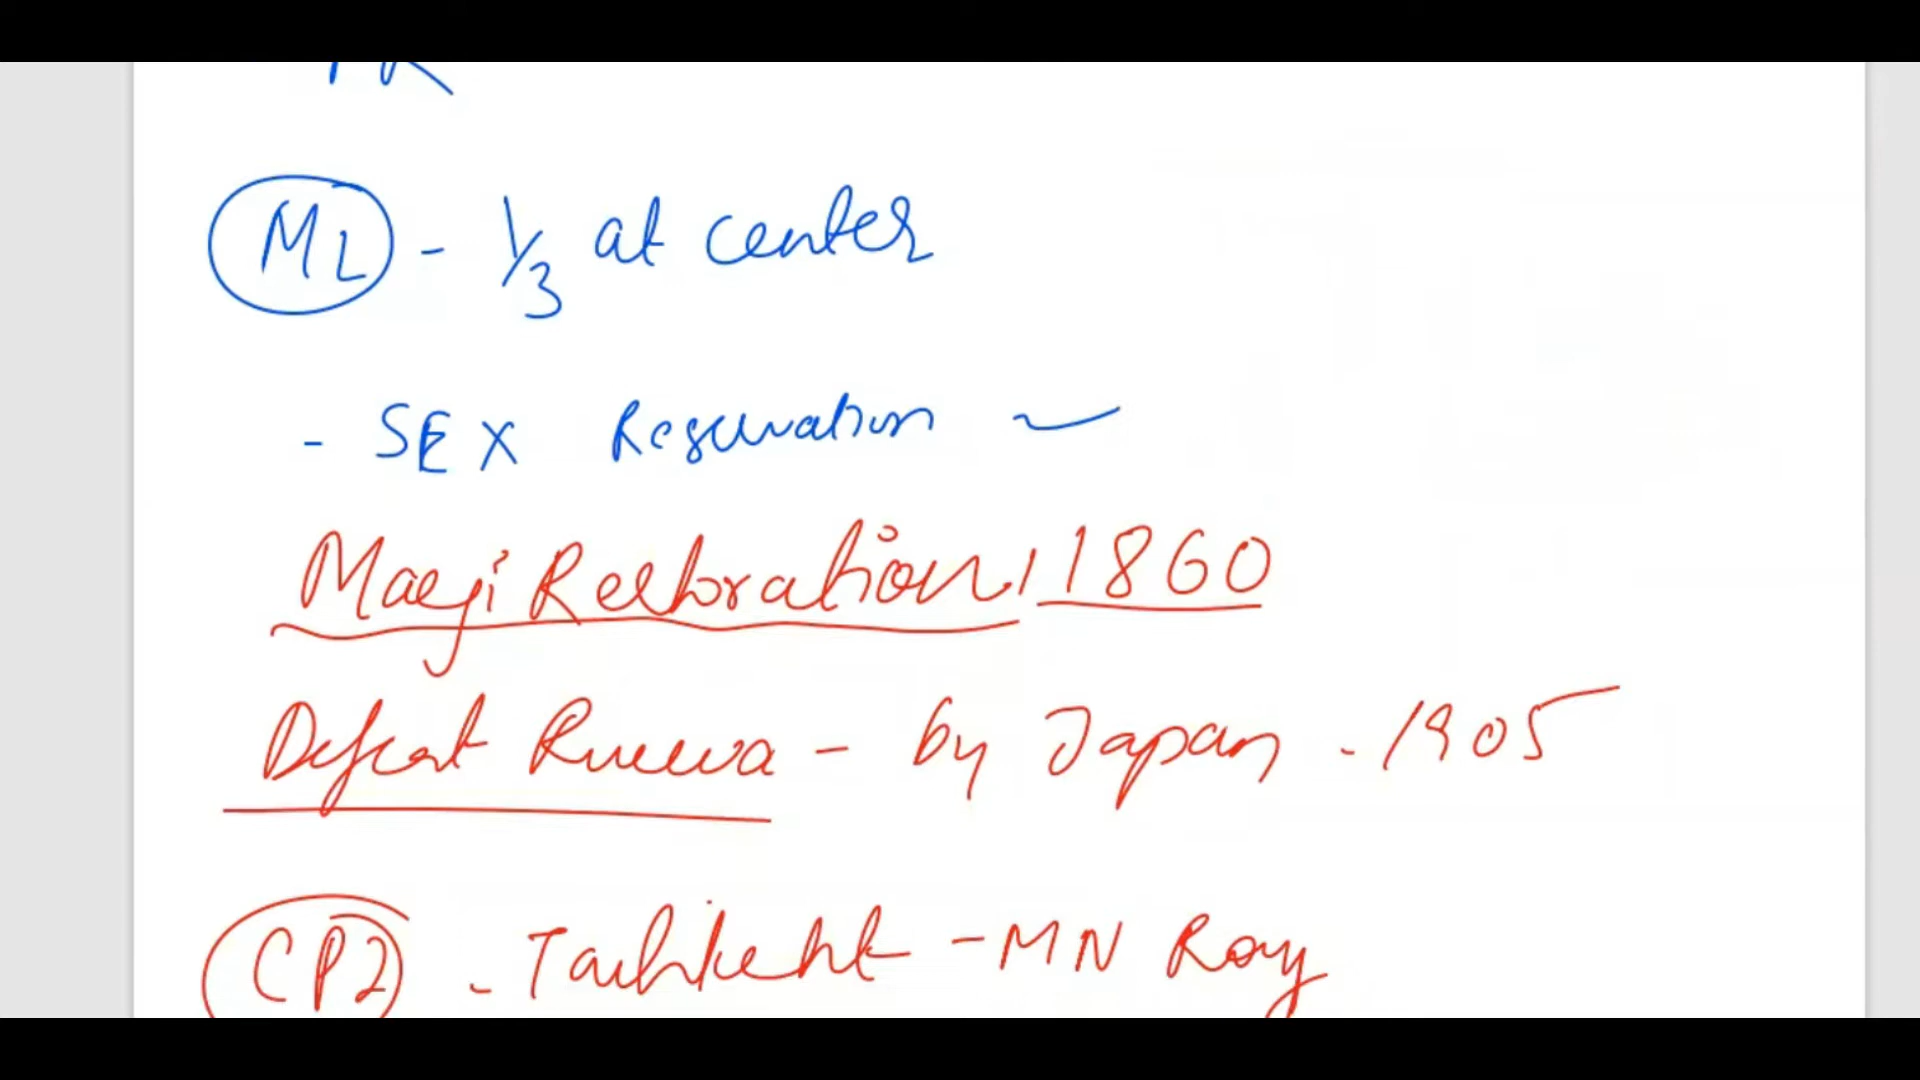 ML - 1/3 at center
- SEX Reservation
Maeji Restoration, 1860
Defeat Russia - by Japan - 1905
CPI - Tashkent - MN Roy